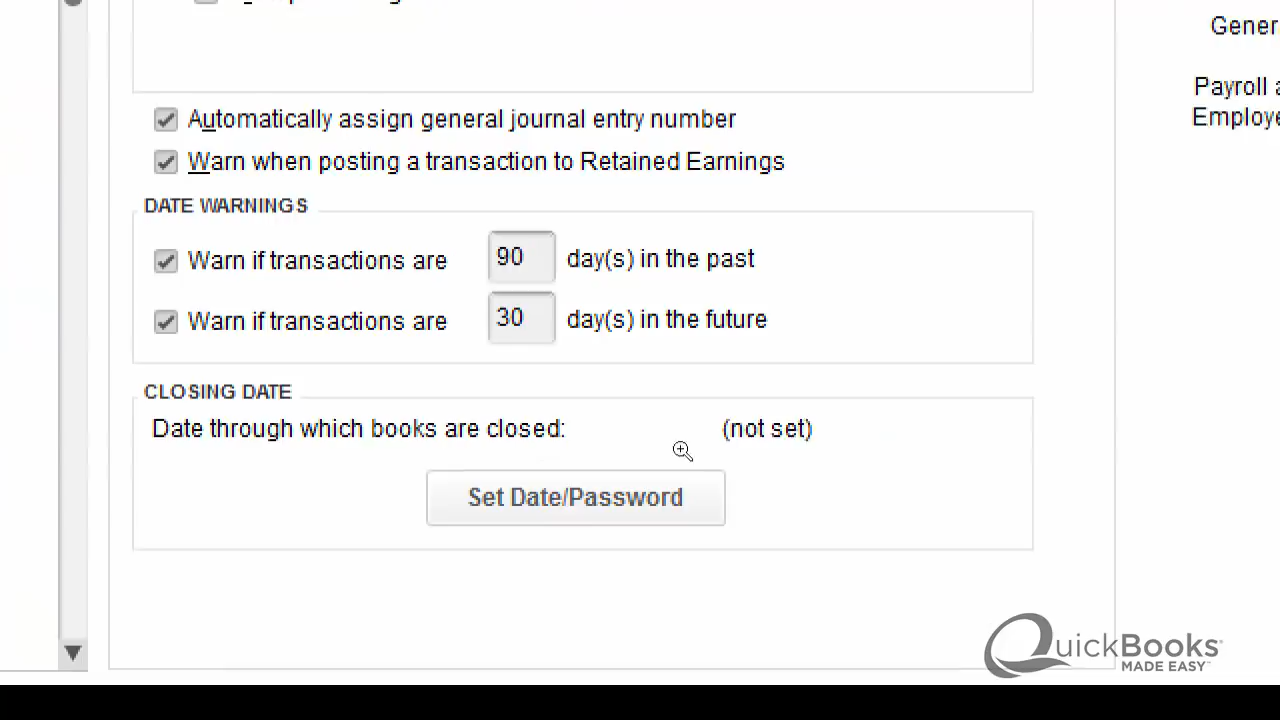 Gener
Payroll a
Employe
Automatically assign general journal entry number
Warn when posting a transaction to Retained Earnings
DATE WARNINGS
Warn if transactions are 90 day(s) in the past
Warn if transactions are 30 day(s) in the future
CLOSING DATE
Date through which books are closed: (not set)
Set Date/Password
QuickBooks
MADE EASY